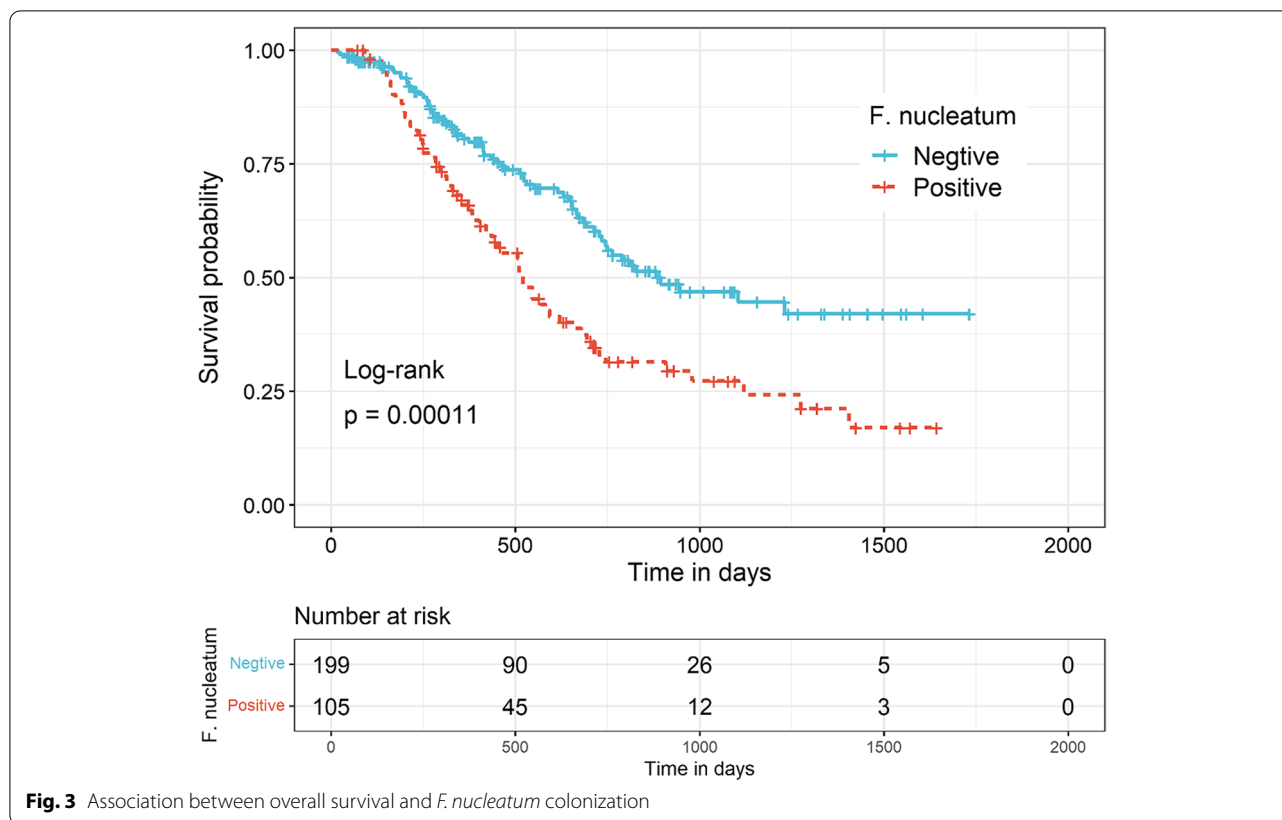 1.00
0.75
0.50
0.25
0.00
Survival probability
F. nucleatum
Negtive
Positive
Log-rank
p = 0.00011
0 500 1000 1500 2000
Time in days
Number at risk
F. nucleatum
Negtive 199 90 26 5 0
Positive 105 45 12 3 0
0 500 1000 1500 2000
Time in days
Fig. 3 Association between overall survival and F. nucleatum colonization